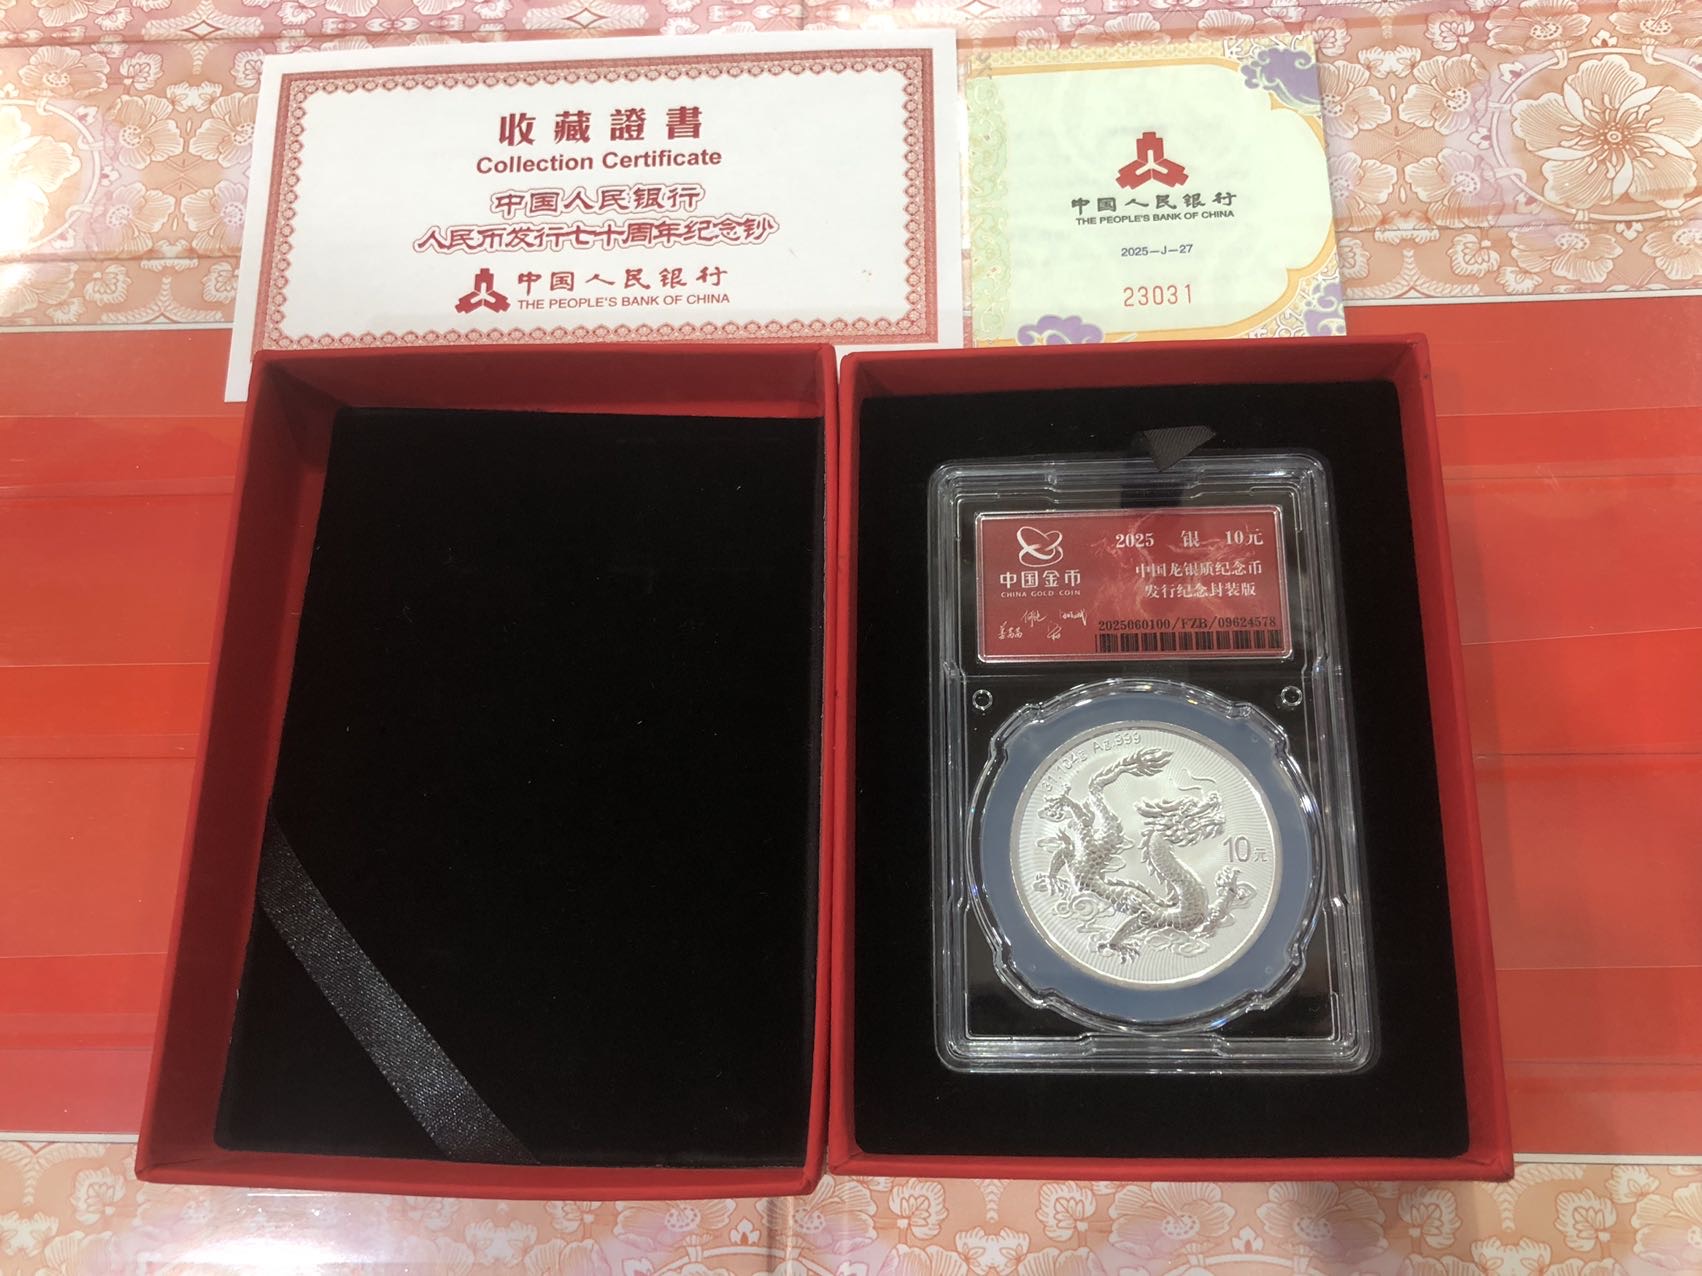 收藏證書
Collection Certificate
中国人民银行
人民币发行七十周年纪念钞
中国人民银行
THE PEOPLE'S BANK OF CHINA
中国人民银行
THE PEOPLE'S BANK OF CHINA
2025-J-27
23031
中国金币
CHINA GOLD COIN
2025 银 10元
中国龙银质纪念币
发行纪念封装版
2025060100/FZB/09624578
31.104g Ag.999
10元